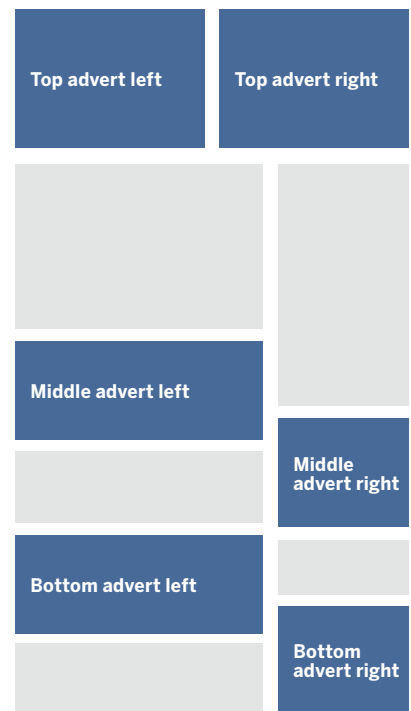 Top advert left
Top advert right
Middle advert left
Middle
advert right
Bottom advert left
Bottom
advert right